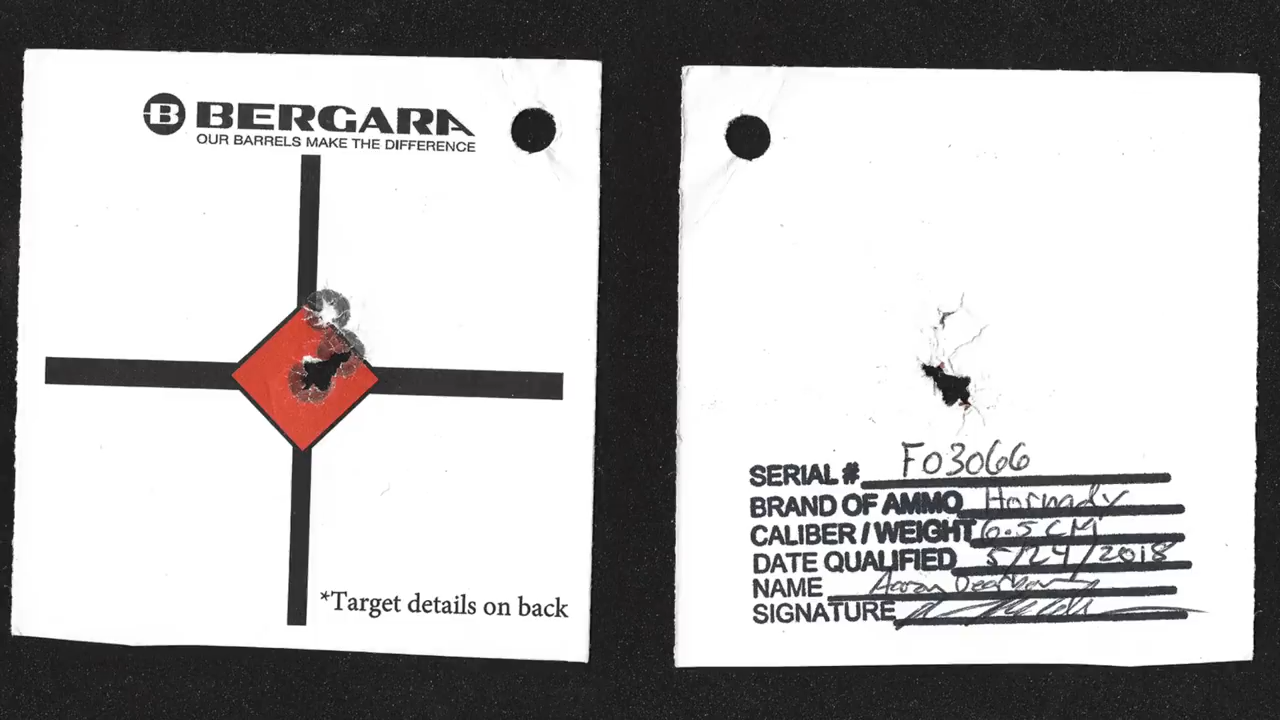 B BERGARA
OUR BARRELS MAKE THE DIFFERENCE
*Target details on back
SERIAL # F03066
BRAND OF AMMO Hornady
CALIBER / WEIGHT 6.5 CM
DATE QUALIFIED 5/24/2018
NAME Aaron
SIGNATURE